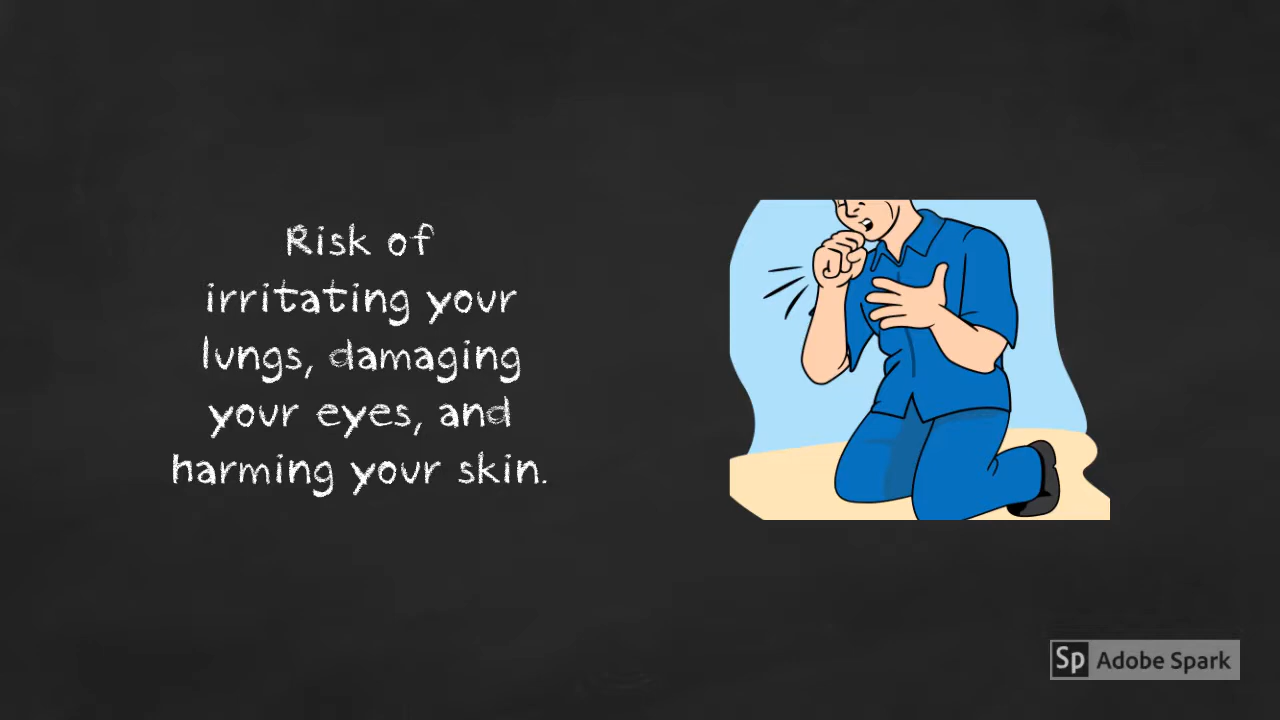 Risk of
irritating your
lungs, damaging
your eyes, and
harming your skin.
Sp Adobe Spark